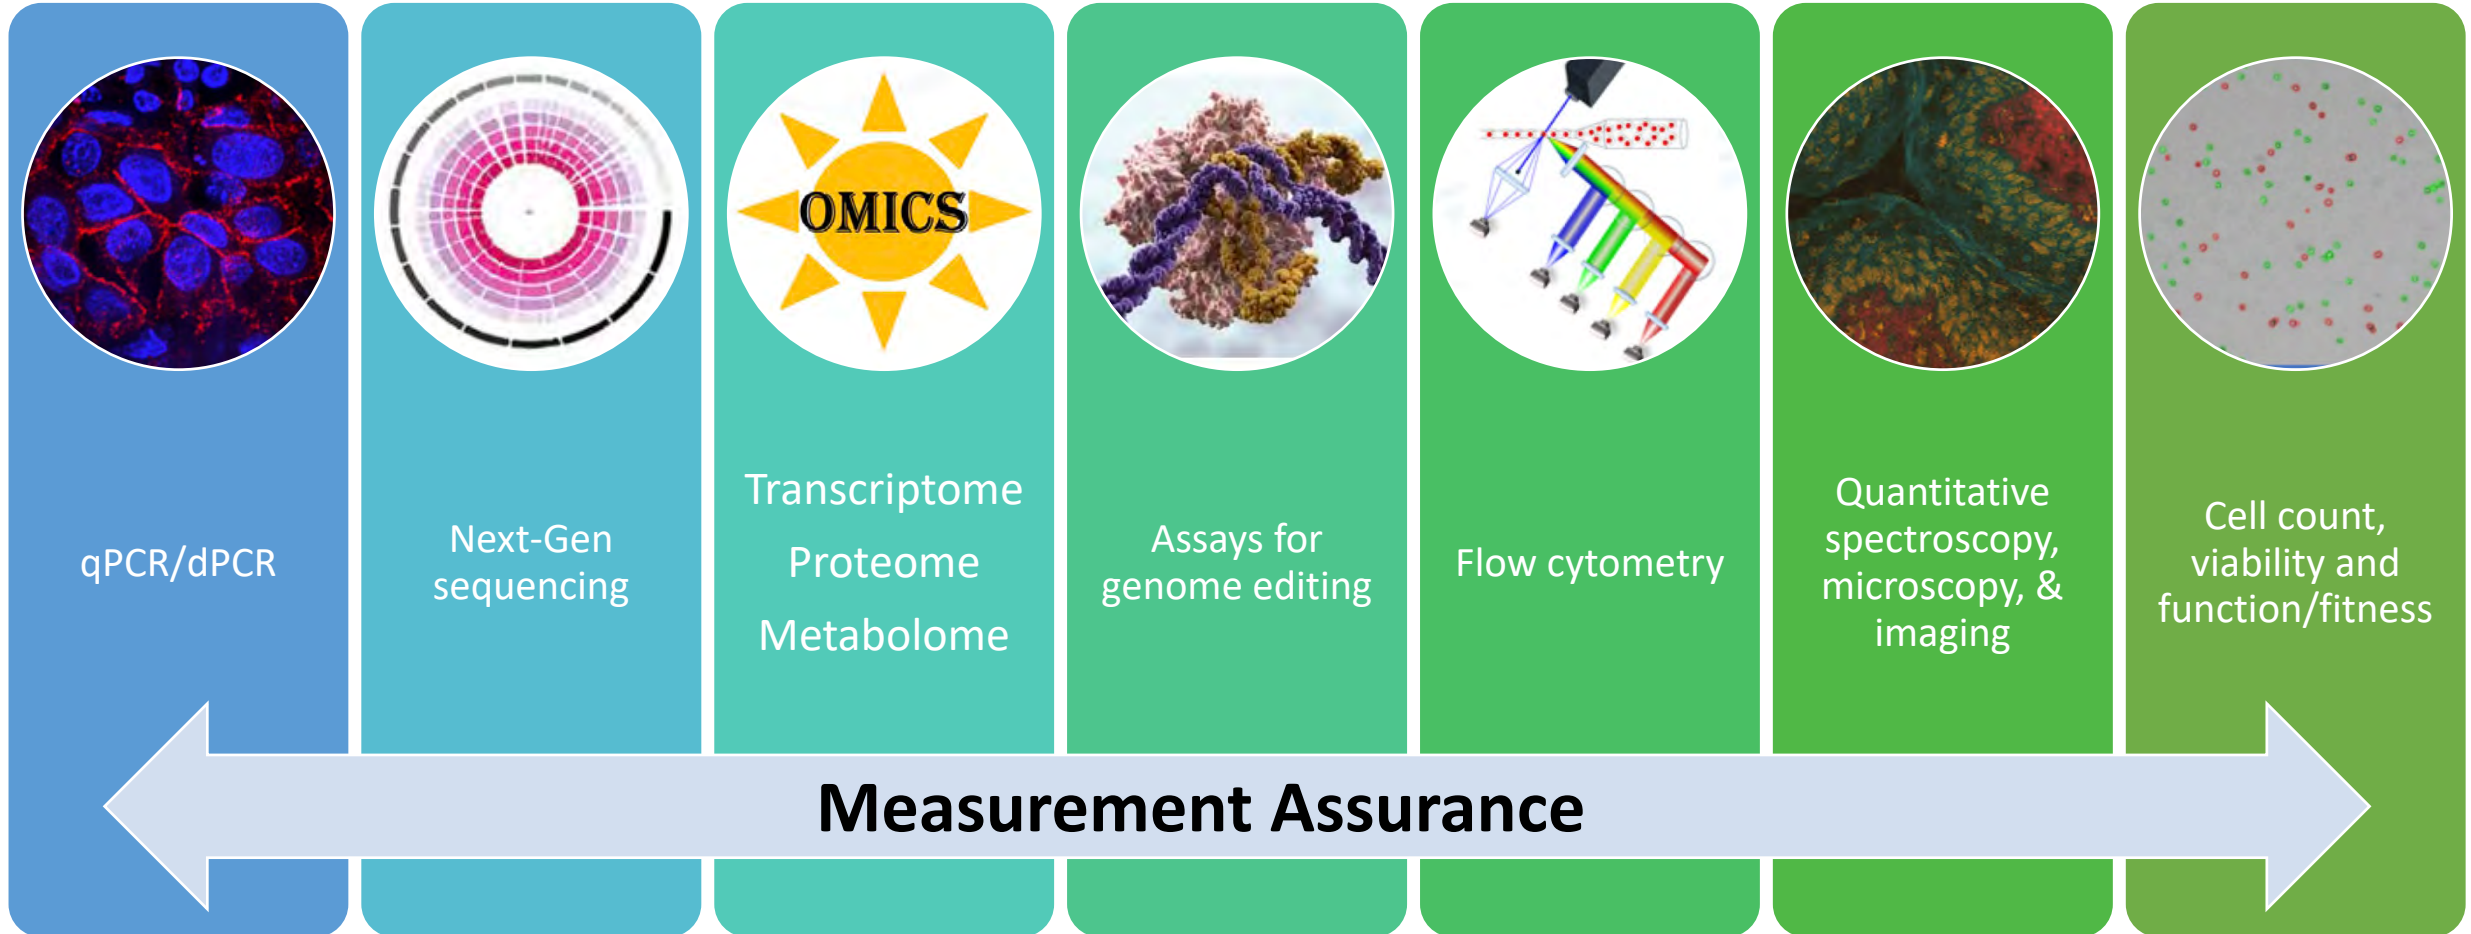 OMICS
qPCR/dPCR
Next-Gen
sequencing
Transcriptome
Proteome
Metabolome
Assays for
genome editing
Flow cytometry
Quantitative
spectroscopy,
microscopy, &
imaging
Cell count,
viability and
function/fitness
Measurement Assurance